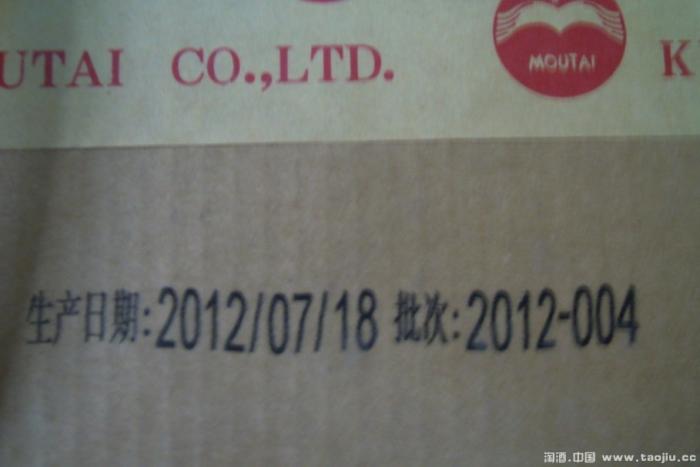 UTAI CO.,LTD.
MOUTAI
K
生产日期:2012/07/18 批次:2012-004
淘酒.中国 www.taojiu.cc